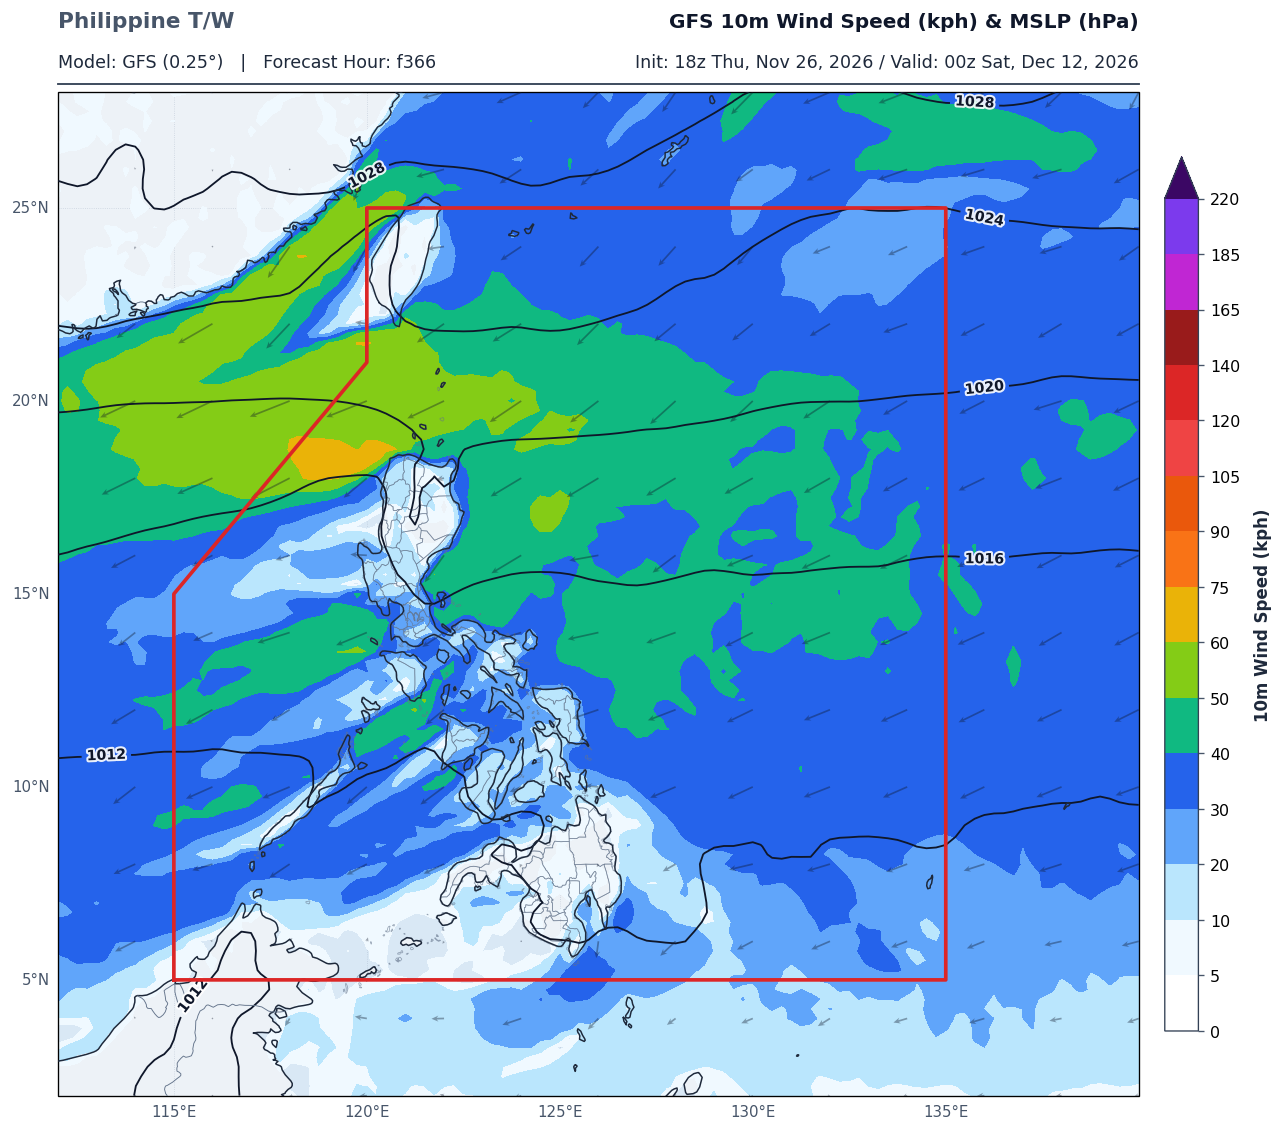 Philippine T/W
GFS 10m Wind Speed (kph) & MSLP (hPa)
Model: GFS (0.25°) | Forecast Hour: f366
Init: 18z Thu, Nov 26, 2026 / Valid: 00z Sat, Dec 12, 2026
1028
1028
1024
1020
1016
1012
1012
25°N
20°N
15°N
10°N
5°N
115°E
120°E
125°E
130°E
135°E
220
185
165
140
120
105
90
75
60
50
40
30
20
10
5
0
10m Wind Speed (kph)